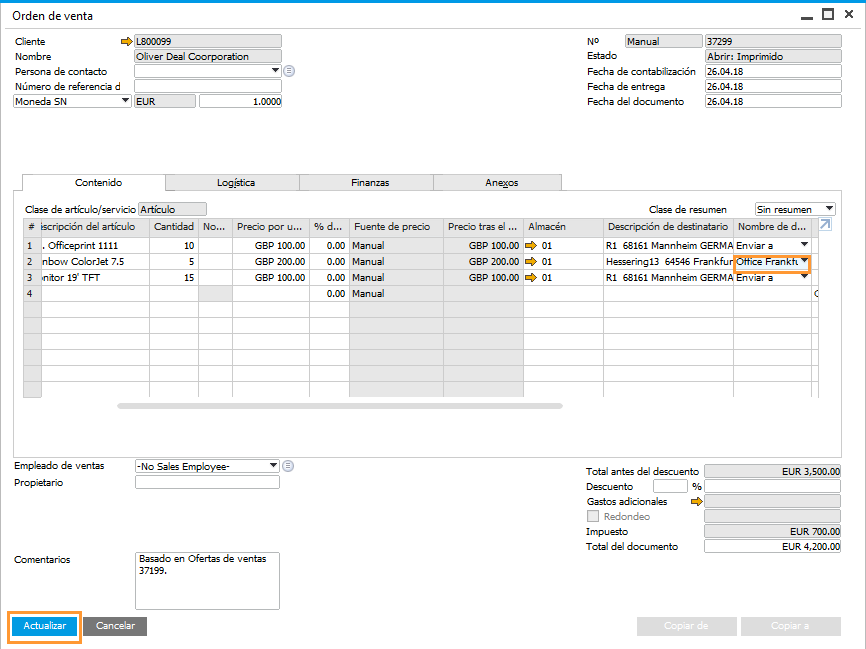 Orden de venta
Cliente L800099 Nº Manual 37299
Nombre Oliver Deal Coorporation Estado Abrir: Imprimido
Persona de contacto Fecha de contabilización 26.04.18
Número de referencia d Fecha de entrega 26.04.18
Moneda SN EUR 1.0000 Fecha del documento 26.04.18
Contenido Logística Finanzas Anexos
Clase de artículo/servicio Artículo Clase de resumen Sin resumen
# iscripción del artículo Cantidad No... Precio por u... % d... Fuente de precio Precio tras el ... Almacén Descripción de destinatario Nombre de d...
1 . Officeprint 1111 10 GBP 100.00 0.00 Manual GBP 100.00 01 R1 68161 Mannheim GERMA Enviar a
2 nbow ColorJet 7.5 5 GBP 200.00 0.00 Manual GBP 200.00 01 Hessering13 64546 Frankfur Office Frankfu
3 onitor 19' TFT 15 GBP 100.00 0.00 Manual GBP 100.00 01 R1 68161 Mannheim GERMA Enviar a
4 0.00 Manual
Empleado de ventas -No Sales Employee-
Propietario
Total antes del descuento EUR 3,500.00
Descuento %
Gastos adicionales
Redondeo
Impuesto EUR 700.00
Total del documento EUR 4,200.00
Comentarios Basado en Ofertas de ventas
37199.
Actualizar Cancelar Copiar de Copiar a